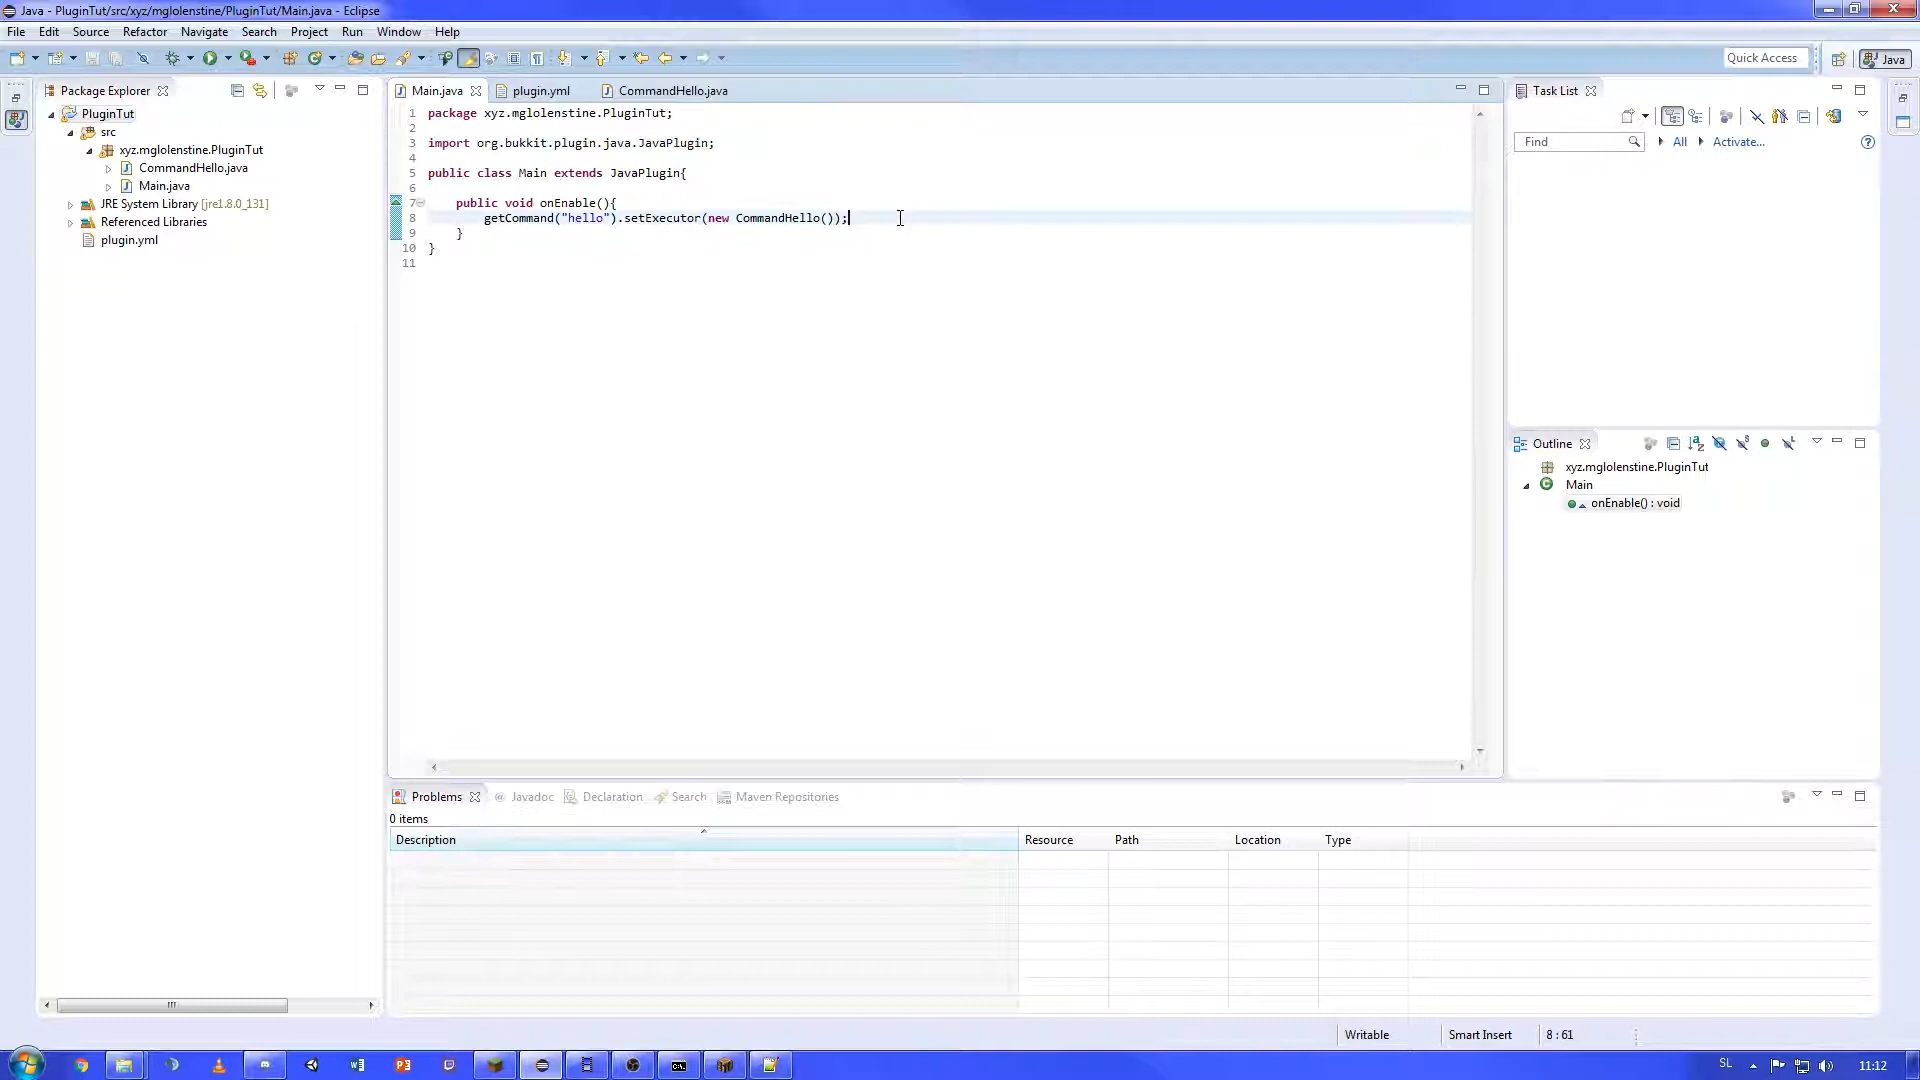 Java - PluginTut/src/xyz/mglolenstine/PluginTut/Main.java - Eclipse
File Edit Source Refactor Navigate Search Project Run Window Help
Quick Access Java
Package Explorer
PluginTut
src
xyz.mglolenstine.PluginTut
CommandHello.java
Main.java
JRE System Library [jre1.8.0_131]
Referenced Libraries
plugin.yml
Main.java plugin.yml CommandHello.java
1 package xyz.mglolenstine.PluginTut;
2
3 import org.bukkit.plugin.java.JavaPlugin;
4
5 public class Main extends JavaPlugin{
6
7 public void onEnable(){
8 getCommand("hello").setExecutor(new CommandHello());
9 }
10 }
11
Task List
Find All Activate...
Outline
xyz.mglolenstine.PluginTut
Main
onEnable() : void
Problems Javadoc Declaration Search Maven Repositories
0 items
Description Resource Path Location Type
Writable Smart Insert 8 : 61
SL 11:12